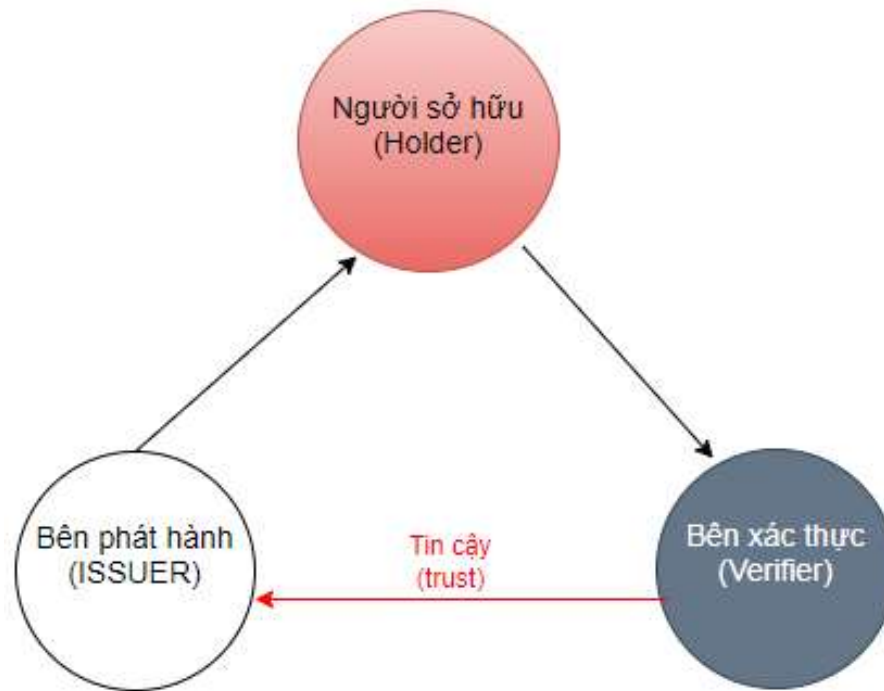 Người sở hữu
(Holder)
Bên phát hành
(ISSUER)
Tin cậy
(trust)
Bên xác thực
(Verifier)